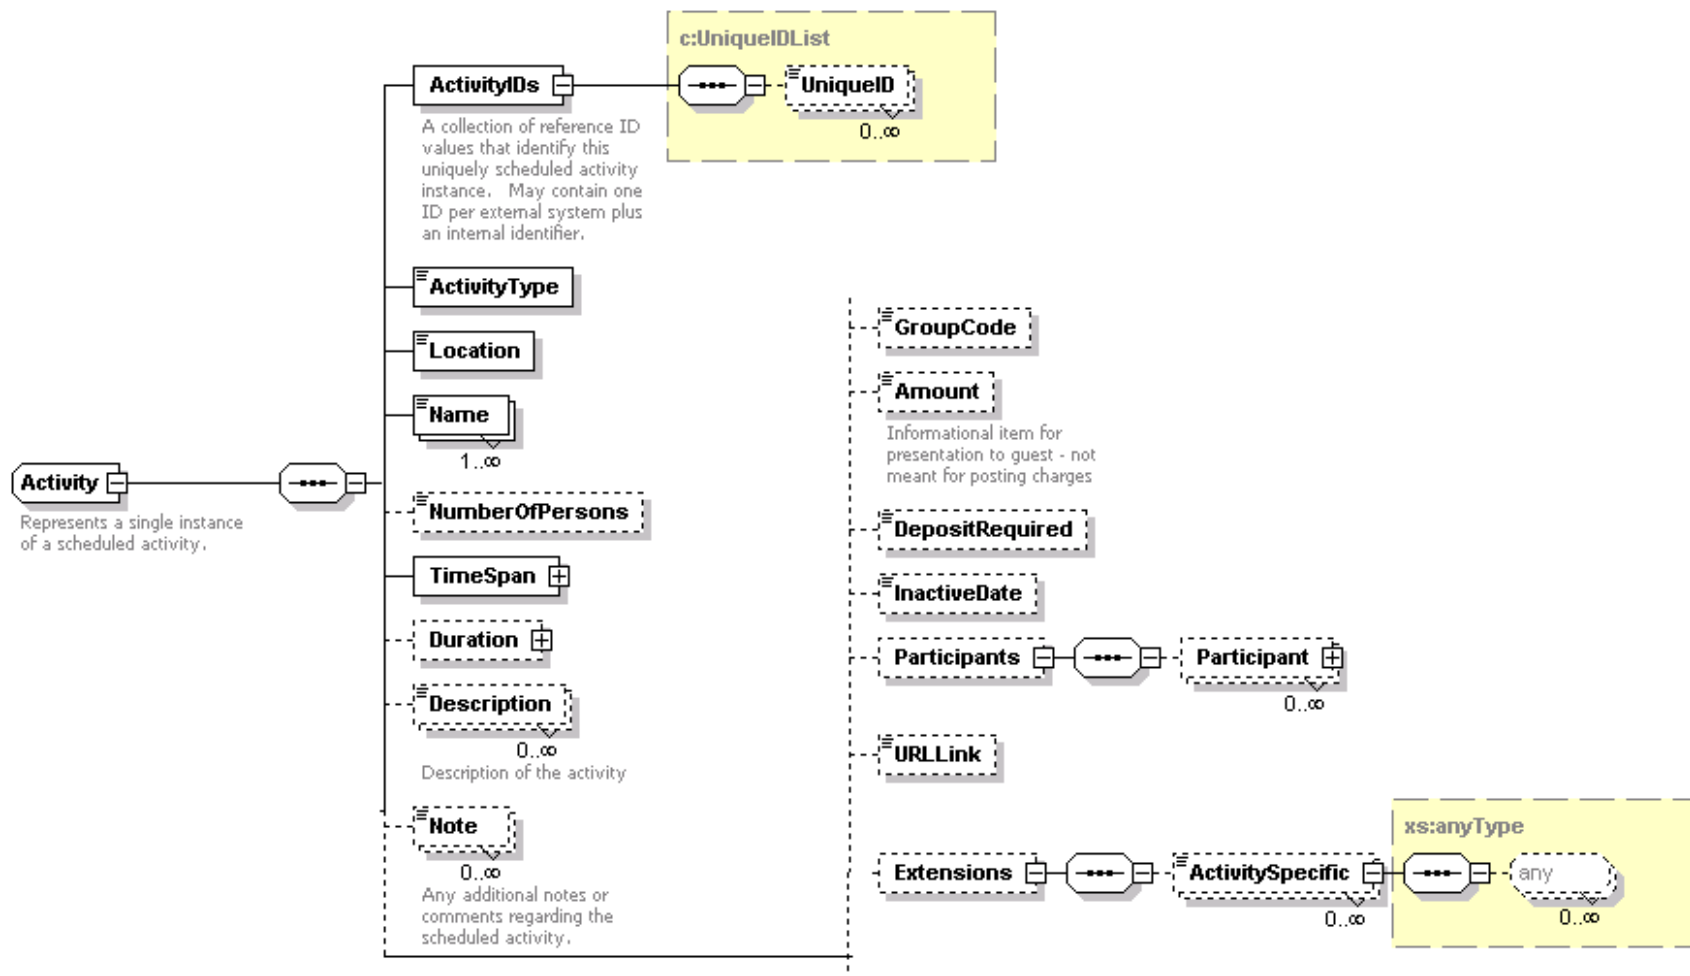 c:UniqueIDList
ActivityIDs
UniqueID
0..∞
A collection of reference ID
values that identify this
uniquely scheduled activity
instance.   May contain one
ID per external system plus
an internal identifier.
ActivityType
Location
Name
1..∞
Activity
Represents a single instance
of a scheduled activity.
NumberOfPersons
TimeSpan
Duration
Description
0..∞
Description of the activity
Note
0..∞
Any additional notes or
comments regarding the
scheduled activity.
GroupCode
Amount
Informational item for
presentation to guest - not
meant for posting charges
DepositRequired
InactiveDate
Participants
Participant
0..∞
URLLink
xs:anyType
Extensions
ActivitySpecific
0..∞
any
0..∞